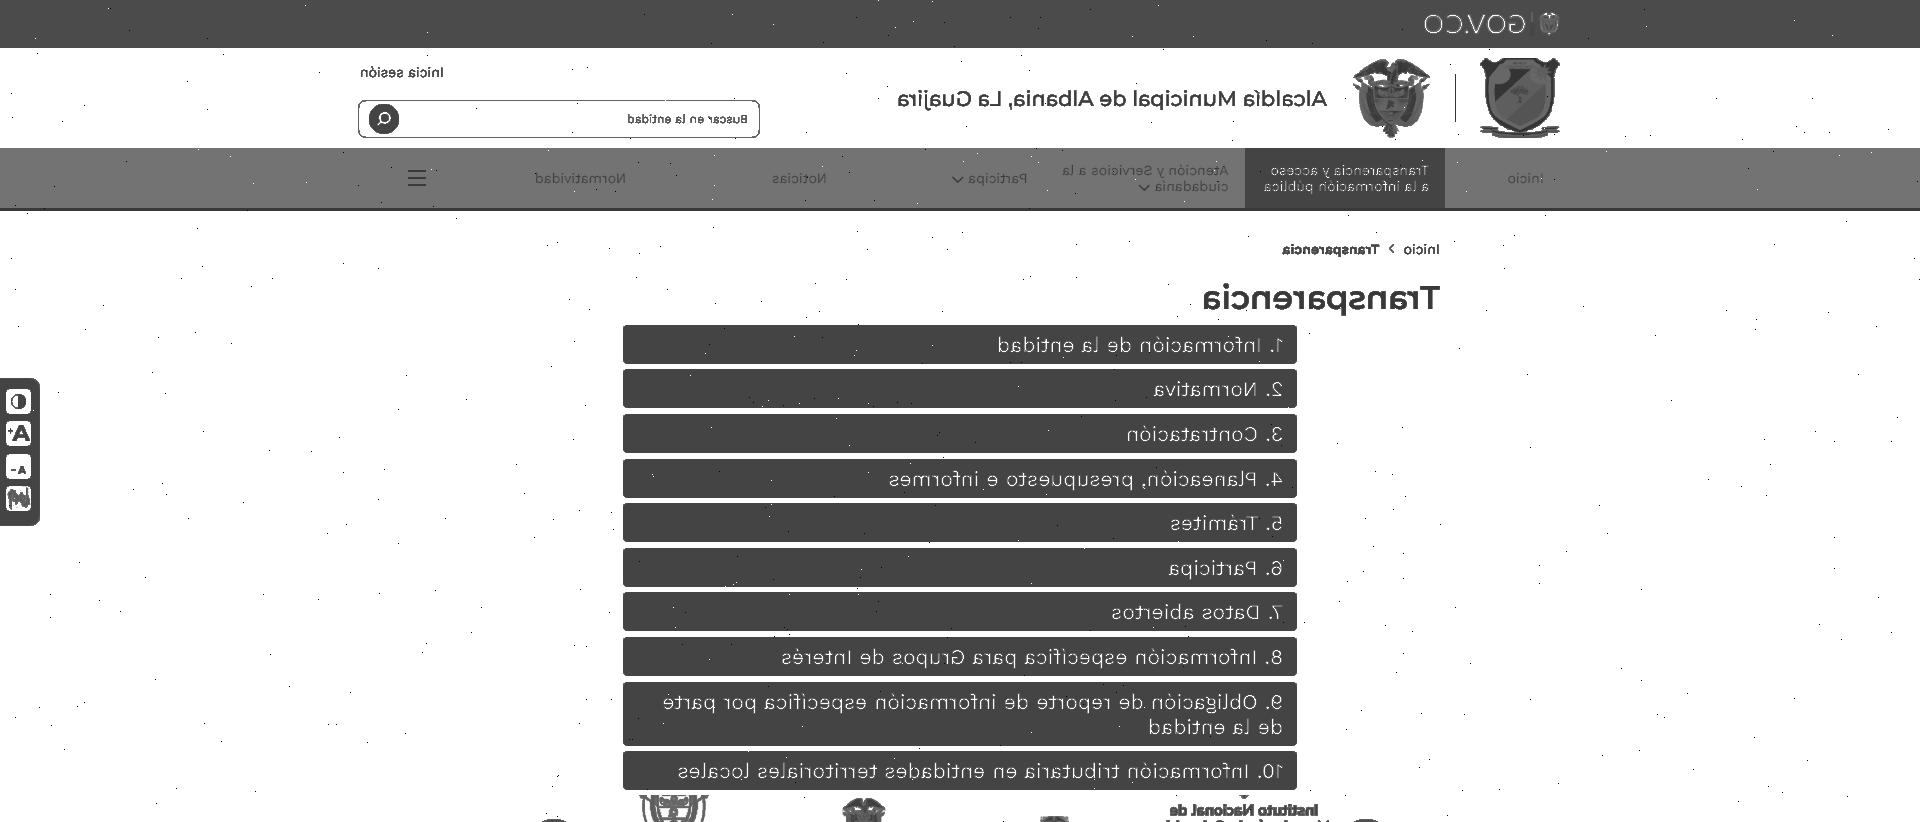 GOV.CO
Alcaldía Municipal de Albania, La Guajira
Inicia sesión
Buscar en la entidad
Inicio
Transparencia y acceso
a la información pública
Atención y Servicios a la
ciudadanía
Participa
Noticias
Normatividad
Inicio > Transparencia
Transparencia
1. Información de la entidad
2. Normativa
3. Contratación
4. Planeación, presupuesto e informes
5. Trámites
6. Participa
7. Datos abiertos
8. Información específica para Grupos de Interés
9. Obligación de reporte de información específica por parte
de la entidad
10. Información tributaria en entidades territoriales locales
A+
A-
Instituto Nacional de